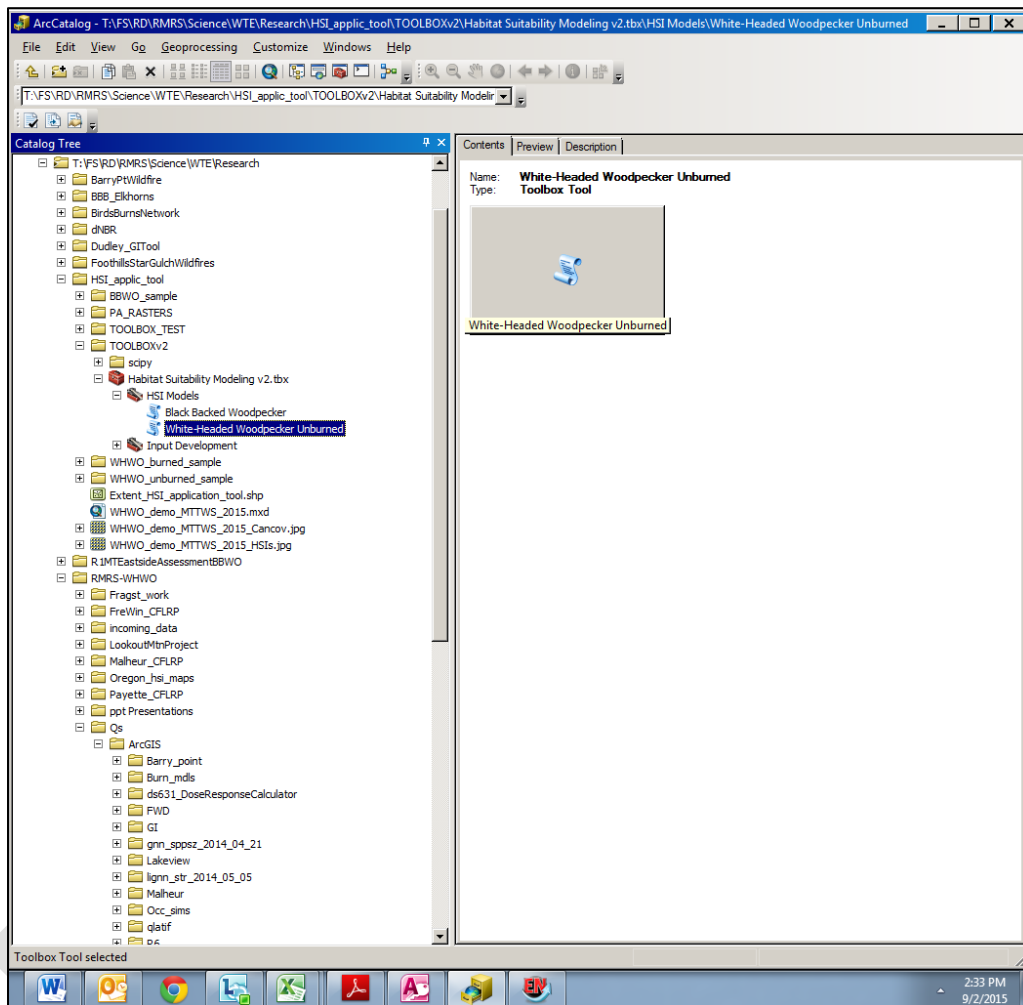 ArcCatalog - T:\FS\RD\RMRS\Science\WTE\Research\HSI_applic_tool\TOOLBOXv2\Habitat Suitability Modeling v2.tbx\HSI Models\White-Headed Woodpecker Unburned
File Edit View Go Geoprocessing Customize Windows Help
T:\FS\RD\RMRS\Science\WTE\Research\HSI_applic_tool\TOOLBOXv2\Habitat Suitability Modelir
Catalog Tree
T:\FS\RD\RMRS\Science\WTE\Research
BarryPtWildfire
BBB_Elkhorns
BirdsBurnsNetwork
dNBR
Dudley_GITool
FoothillsStarGulchWildfires
HSI_applic_tool
BBWO_sample
PA_RASTERS
TOOLBOX_TEST
TOOLBOXv2
scipy
Habitat Suitability Modeling v2.tbx
HSI Models
Black Backed Woodpecker
White-Headed Woodpecker Unburned
Input Development
WHWO_burned_sample
WHWO_unburned_sample
Extent_HSI_application_tool.shp
WHWO_demo_MTTWS_2015.mxd
WHWO_demo_MTTWS_2015_Cancov.jpg
WHWO_demo_MTTWS_2015_HSIs.jpg
R1MTEastsideAssessmentBBWO
RMRS-WHWO
Fragst_work
FreWin_CFLRP
incoming_data
LookoutMtnProject
Malheur_CFLRP
Oregon_hsi_maps
Payette_CFLRP
ppt Presentations
Qs
ArcGIS
Barry_point
Burn_mdls
ds631_DoseResponseCalculator
FWD
GI
gnn_sppsz_2014_04_21
Lakeview
lignn_str_2014_05_05
Malheur
Occ_sims
qlatif
R6
Contents Preview Description
Name: White-Headed Woodpecker Unburned
Type: Toolbox Tool
White-Headed Woodpecker Unburned
Toolbox Tool selected
2:33 PM
9/2/2015